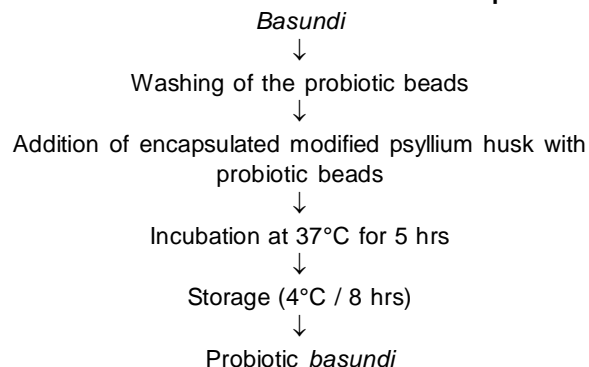 Basundi
↓
Washing of the probiotic beads
↓
Addition of encapsulated modified psyllium husk with
probiotic beads
↓
Incubation at 37°C for 5 hrs
↓
Storage (4°C / 8 hrs)
↓
Probiotic basundi